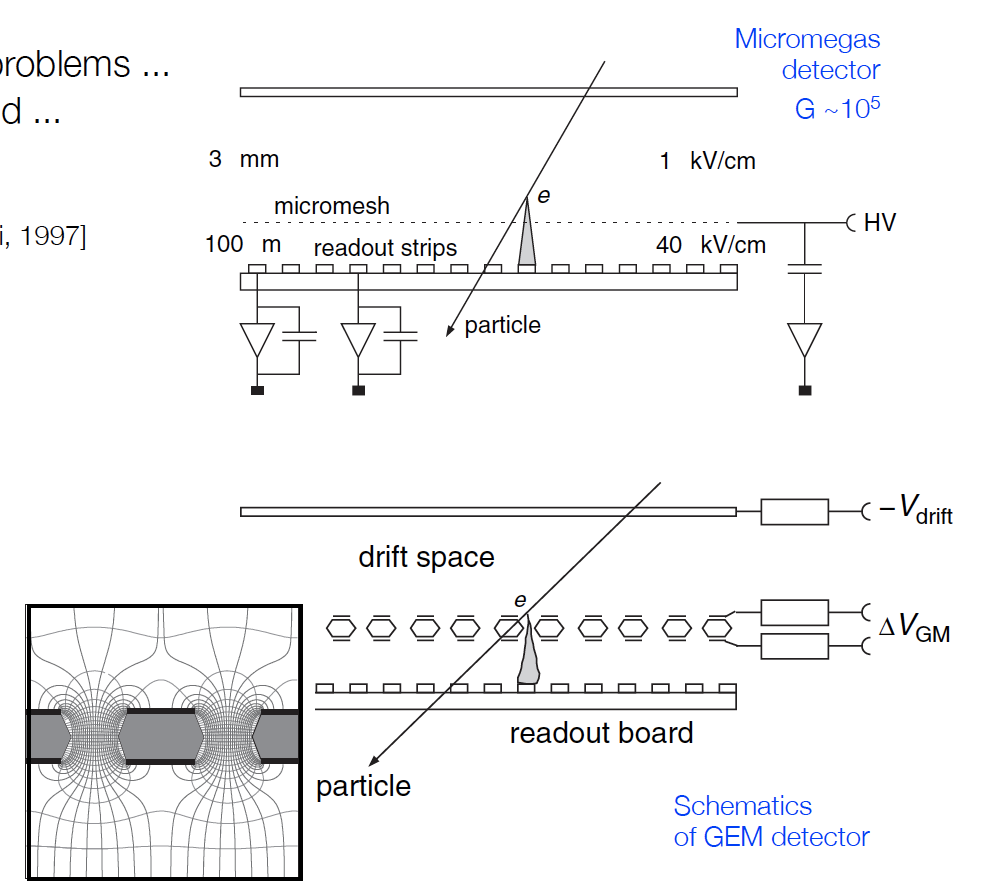 problems ...
d ...
i, 1997]
Micromegas
detector
G ~10⁵
3 mm
1 kV/cm
e
micromesh
HV
100 m
readout strips
40 kV/cm
particle
−V_drift
drift space
e
ΔV_GM
readout board
particle
Schematics
of GEM detector